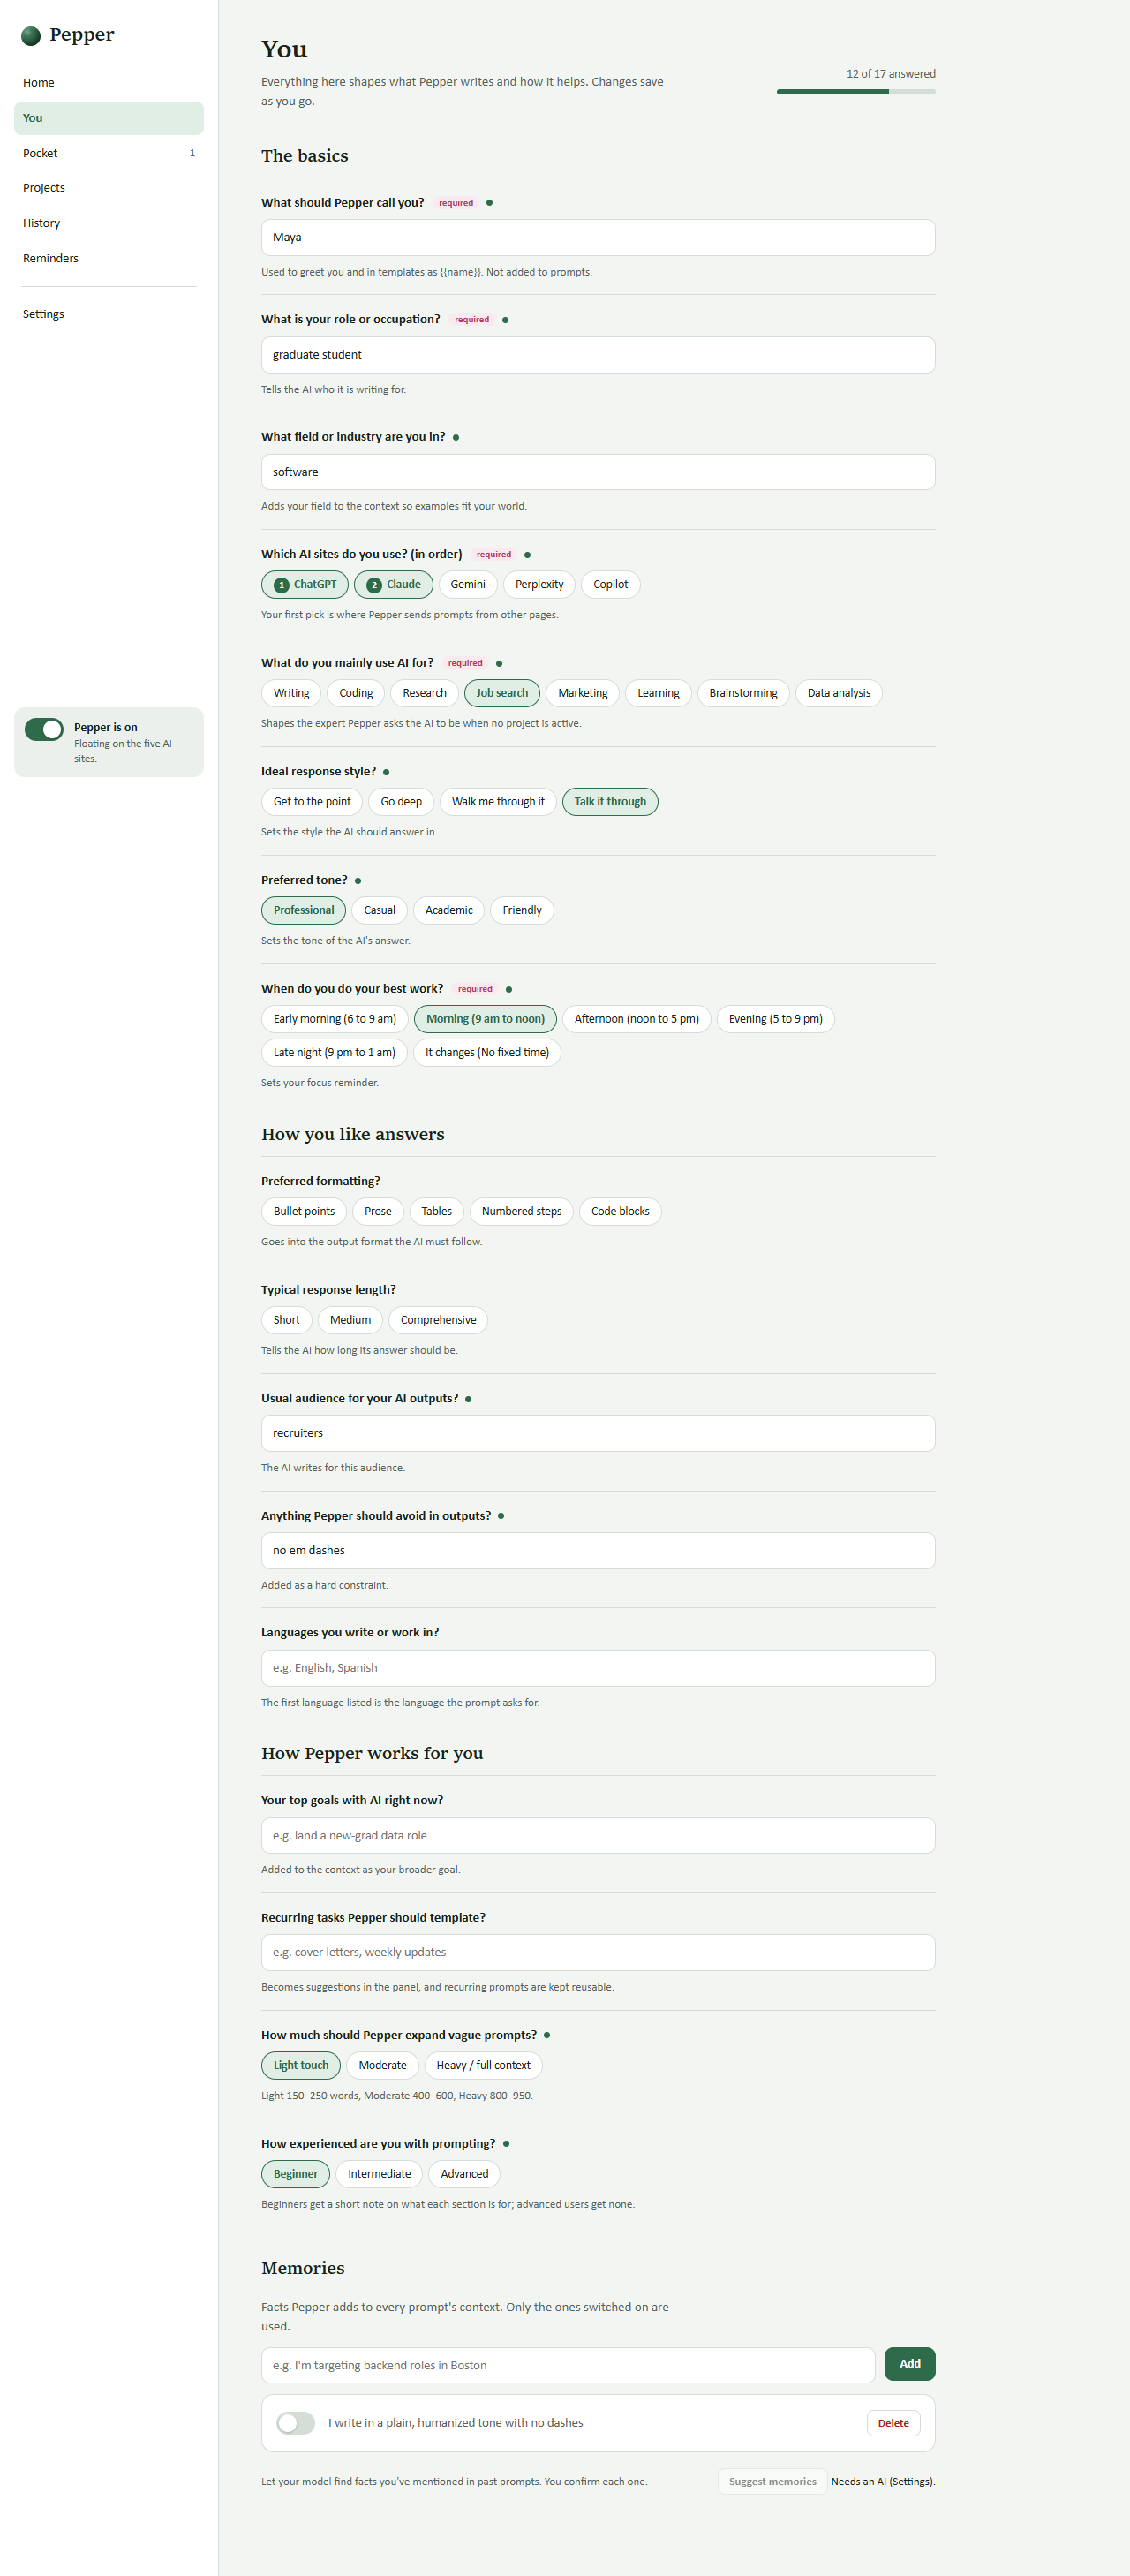 Pepper
Home
You
Pocket 1
Projects
History
Reminders
Settings
Pepper is on
Floating on the five AI
sites.
You
Everything here shapes what Pepper writes and how it helps. Changes save
as you go.
12 of 17 answered
The basics
What should Pepper call you? required
Maya
Used to greet you and in templates as {{name}}. Not added to prompts.
What is your role or occupation? required
graduate student
Tells the AI who it is writing for.
What field or industry are you in?
software
Adds your field to the context so examples fit your world.
Which AI sites do you use? (in order) required
1 ChatGPT 2 Claude Gemini Perplexity Copilot
Your first pick is where Pepper sends prompts from other pages.
What do you mainly use AI for? required
Writing Coding Research Job search Marketing Learning Brainstorming Data analysis
Shapes the expert Pepper asks the AI to be when no project is active.
Ideal response style?
Get to the point Go deep Walk me through it Talk it through
Sets the style the AI should answer in.
Preferred tone?
Professional Casual Academic Friendly
Sets the tone of the AI's answer.
When do you do your best work? required
Early morning (6 to 9 am) Morning (9 am to noon) Afternoon (noon to 5 pm) Evening (5 to 9 pm)
Late night (9 pm to 1 am) It changes (No fixed time)
Sets your focus reminder.
How you like answers
Preferred formatting?
Bullet points Prose Tables Numbered steps Code blocks
Goes into the output format the AI must follow.
Typical response length?
Short Medium Comprehensive
Tells the AI how long its answer should be.
Usual audience for your AI outputs?
recruiters
The AI writes for this audience.
Anything Pepper should avoid in outputs?
no em dashes
Added as a hard constraint.
Languages you write or work in?
e.g. English, Spanish
The first language listed is the language the prompt asks for.
How Pepper works for you
Your top goals with AI right now?
e.g. land a new-grad data role
Added to the context as your broader goal.
Recurring tasks Pepper should template?
e.g. cover letters, weekly updates
Becomes suggestions in the panel, and recurring prompts are kept reusable.
How much should Pepper expand vague prompts?
Light touch Moderate Heavy / full context
Light 150–250 words, Moderate 400–600, Heavy 800–950.
How experienced are you with prompting?
Beginner Intermediate Advanced
Beginners get a short note on what each section is for; advanced users get none.
Memories
Facts Pepper adds to every prompt's context. Only the ones switched on are
used.
e.g. I'm targeting backend roles in Boston Add
I write in a plain, humanized tone with no dashes Delete
Let your model find facts you've mentioned in past prompts. You confirm each one. Suggest memories Needs an AI (Settings).